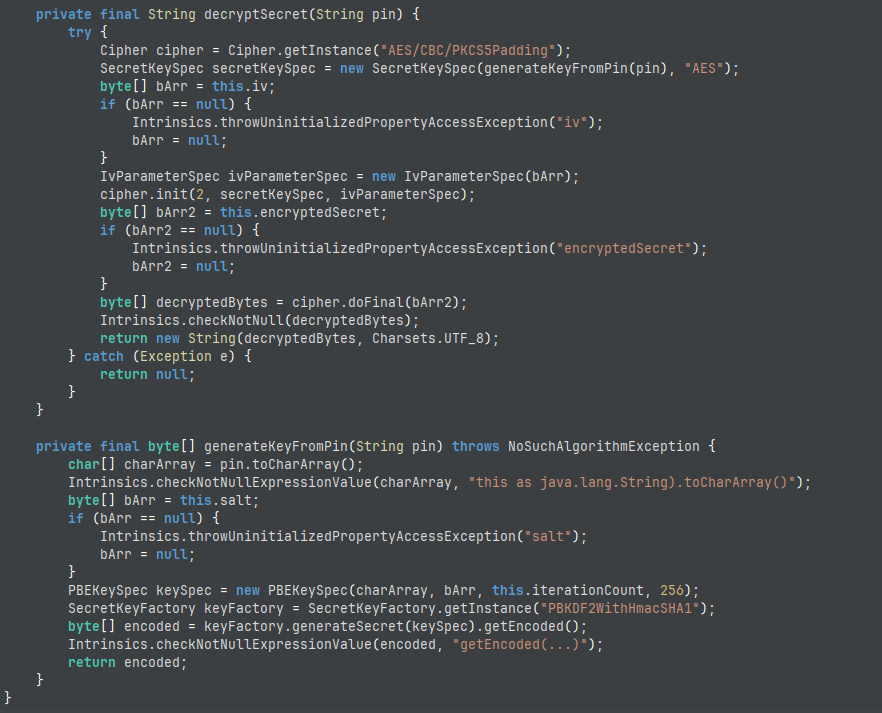 private final String decryptSecret(String pin) {
try {
Cipher cipher = Cipher.getInstance("AES/CBC/PKCS5Padding");
SecretKeySpec secretKeySpec = new SecretKeySpec(generateKeyFromPin(pin), "AES");
byte[] bArr = this.iv;
if (bArr == null) {
Intrinsics.throwUninitializedPropertyAccessException("iv");
bArr = null;
}
IvParameterSpec ivParameterSpec = new IvParameterSpec(bArr);
cipher.init(2, secretKeySpec, ivParameterSpec);
byte[] bArr2 = this.encryptedSecret;
if (bArr2 == null) {
Intrinsics.throwUninitializedPropertyAccessException("encryptedSecret");
bArr2 = null;
}
byte[] decryptedBytes = cipher.doFinal(bArr2);
Intrinsics.checkNotNull(decryptedBytes);
return new String(decryptedBytes, Charsets.UTF_8);
} catch (Exception e) {
return null;
}
}
private final byte[] generateKeyFromPin(String pin) throws NoSuchAlgorithmException {
char[] charArray = pin.toCharArray();
Intrinsics.checkNotNullExpressionValue(charArray, "this as java.lang.String).toCharArray()");
byte[] bArr = this.salt;
if (bArr == null) {
Intrinsics.throwUninitializedPropertyAccessException("salt");
bArr = null;
}
PBEKeySpec keySpec = new PBEKeySpec(charArray, bArr, this.iterationCount, 256);
SecretKeyFactory keyFactory = SecretKeyFactory.getInstance("PBKDF2WithHmacSHA1");
byte[] encoded = keyFactory.generateSecret(keySpec).getEncoded();
Intrinsics.checkNotNullExpressionValue(encoded, "getEncoded(...)");
return encoded;
}
}